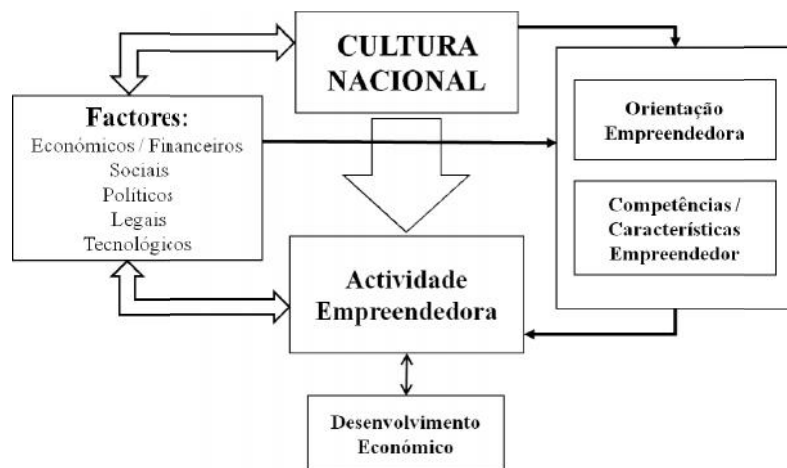 CULTURA
NACIONAL
Factores:
Económicos / Financeiros
Sociais
Políticos
Legais
Tecnológicos
Orientação
Empreendedora
Competências /
Características
Empreendedor
Actividade
Empreendedora
Desenvolvimento
Económico